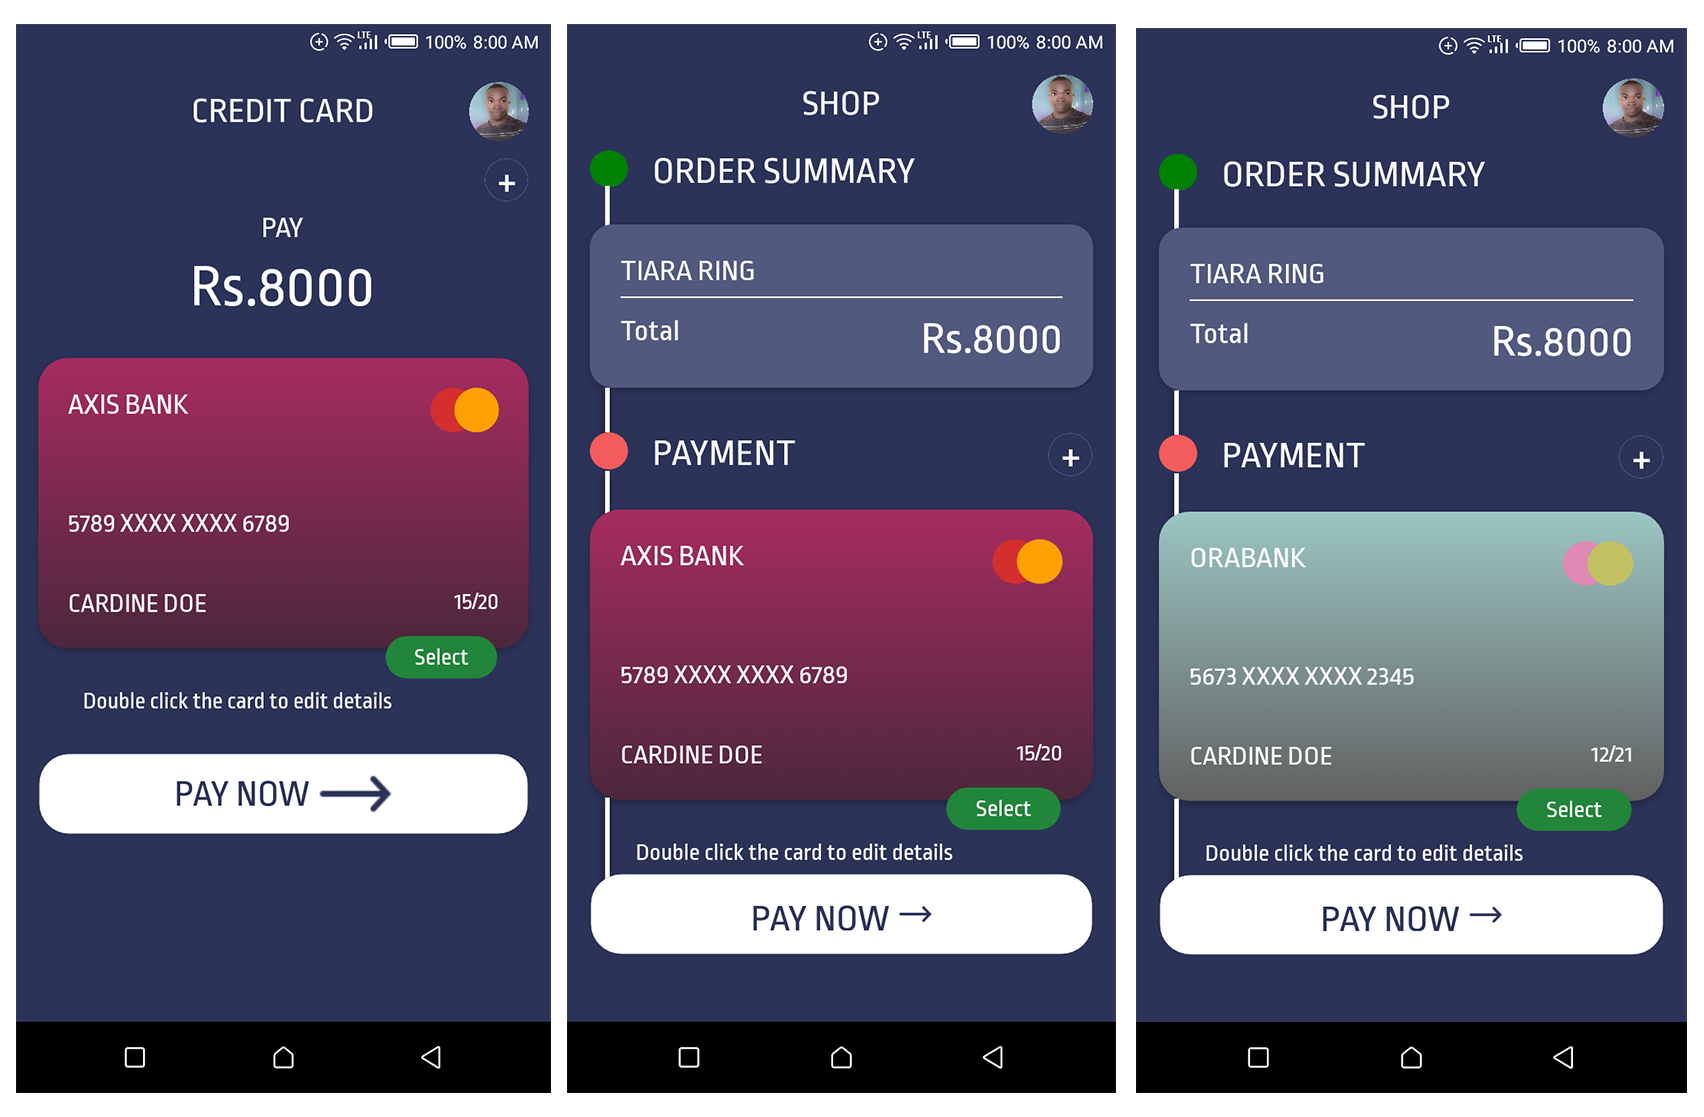 LTE 100% 8:00 AM
CREDIT CARD
+
PAY
Rs.8000
AXIS BANK
5789 XXXX XXXX 6789
CARDINE DOE 15/20
Select
Double click the card to edit details
PAY NOW →
LTE 100% 8:00 AM
SHOP
ORDER SUMMARY
TIARA RING
Total Rs.8000
PAYMENT +
AXIS BANK
5789 XXXX XXXX 6789
CARDINE DOE 15/20
Select
Double click the card to edit details
PAY NOW →
LTE 100% 8:00 AM
SHOP
ORDER SUMMARY
TIARA RING
Total Rs.8000
PAYMENT +
ORABANK
5673 XXXX XXXX 2345
CARDINE DOE 12/21
Select
Double click the card to edit details
PAY NOW →